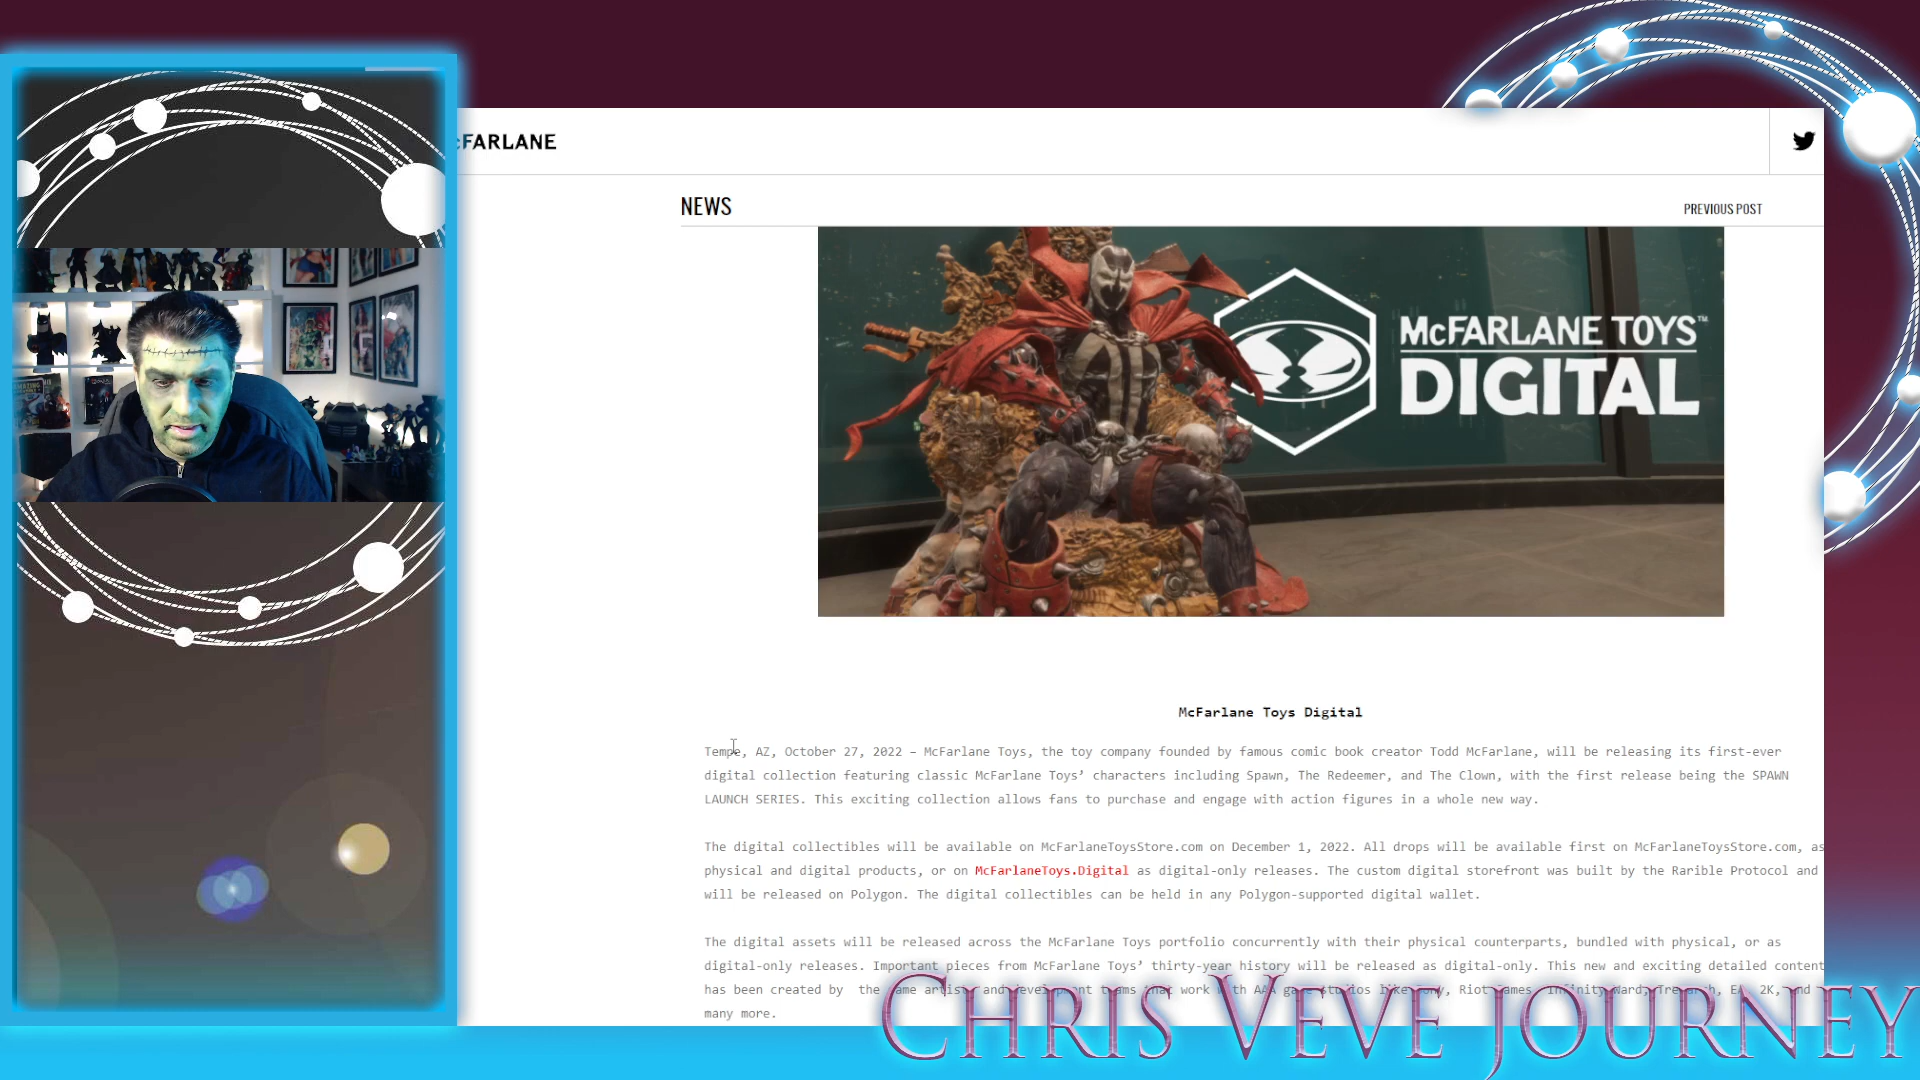 cFARLANE
NEWS
PREVIOUS POST
McFARLANE TOYS™
DIGITAL
McFarlane Toys Digital
Tempe, AZ, October 27, 2022 – McFarlane Toys, the toy company founded by famous comic book creator Todd McFarlane, will be releasing its first-ever
digital collection featuring classic McFarlane Toys’ characters including Spawn, The Redeemer, and The Clown, with the first release being the SPAWN
LAUNCH SERIES. This exciting collection allows fans to purchase and engage with action figures in a whole new way.
The digital collectibles will be available on McFarlaneToysStore.com on December 1, 2022. All drops will be available first on McFarlaneToysStore.com, as
physical and digital products, or on McFarlaneToys.Digital as digital-only releases. The custom digital storefront was built by the Rarible Protocol and
will be released on Polygon. The digital collectibles can be held in any Polygon-supported digital wallet.
The digital assets will be released across the McFarlane Toys portfolio concurrently with their physical counterparts, bundled with physical, or as
digital-only releases. Important pieces from McFarlane Toys’ thirty-year history will be released as digital-only. This new and exciting detailed content
has been created by the same artists and development teams that work with AAA game studios like Sony, Riot Games, Infinity Ward, Treyarch, EA, 2K, and
many more.
CHRIS VEVE JOURNEY